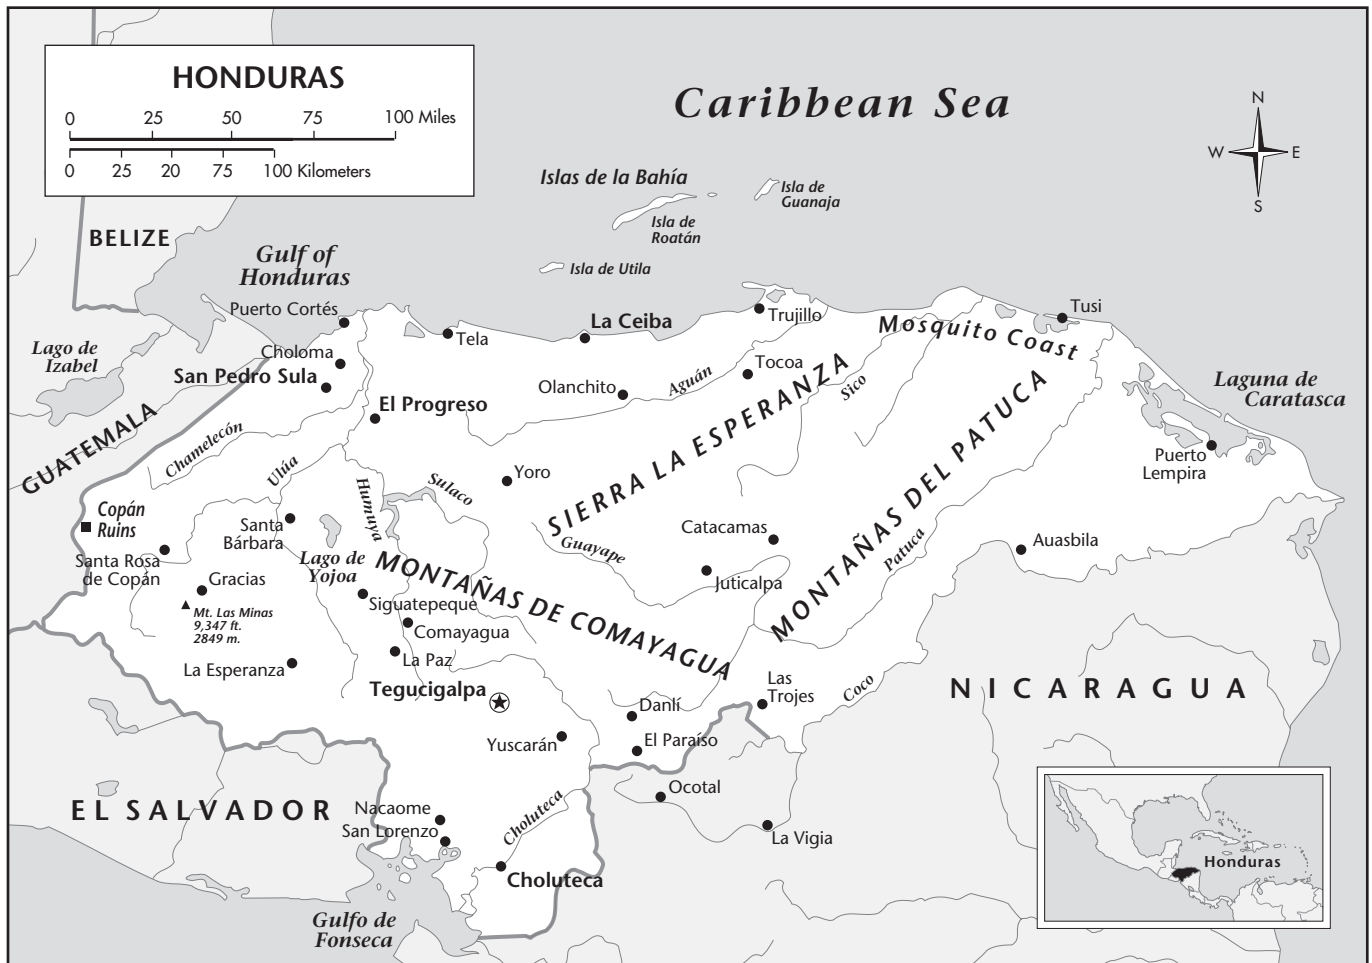 HONDURAS
0 25 50 75 100 Miles
0 25 20 75 100 Kilometers
Caribbean Sea
N
W E
S
Islas de la Bahía
Isla de
Guanaja
Isla de
Roatán
Isla de Utila
BELIZE
Gulf of
Honduras
Puerto Cortés
Tela
La Ceiba
Trujillo
Mosquito Coast
Tusi
Lago de
Izabel
Choloma
San Pedro Sula
El Progreso
Olanchito
Aguán
Tocoa
Sico
Laguna de
Caratasca
Puerto
Lempira
GUATEMALA
Chamelecón
Ulúa
Humuya
Sulaco
Yoro
SIERRA LA ESPERANZA
MONTAÑAS DEL PATUCA
Patuca
Copán
Ruins
Santa Rosa
de Copán
Santa
Bárbara
Lago de
Yojoa
Guayape
Catacamas
Juticalpa
Auasbila
Gracias
Mt. Las Minas
9,347 ft.
2849 m.
MONTAÑAS DE COMAYAGUA
Siguatepeque
Comayagua
La Paz
La Esperanza
Tegucigalpa
Las
Trojes
Coco
NICARAGUA
Danlí
El Paraíso
Yuscarán
Ocotal
La Vigia
EL SALVADOR
Nacaome
San Lorenzo
Choluteca
Choluteca
Gulfo de
Fonseca
Honduras